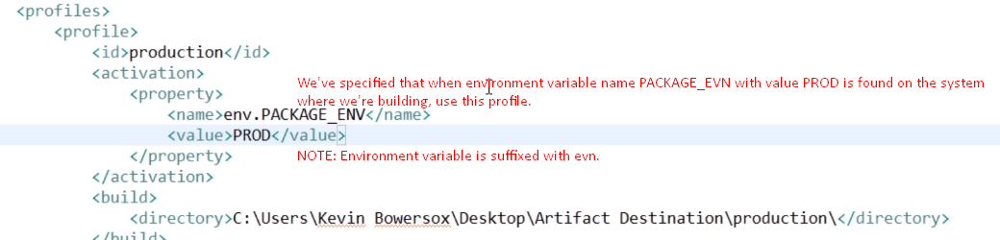 <profiles>
<profile>
<id>production</id>
<activation>
We've specified that when environment variable name PACKAGE_EVN with value PROD is found on the system
<property>
where we're building, use this profile.
<name>env.PACKAGE_ENV</name>
<value>PROD</value>
</property>
NOTE: Environment variable is suffixed with evn.
</activation>
<build>
<directory>C:\Users\Kevin Bowersox\Desktop\Artifact Destination\production\</directory>
</build>